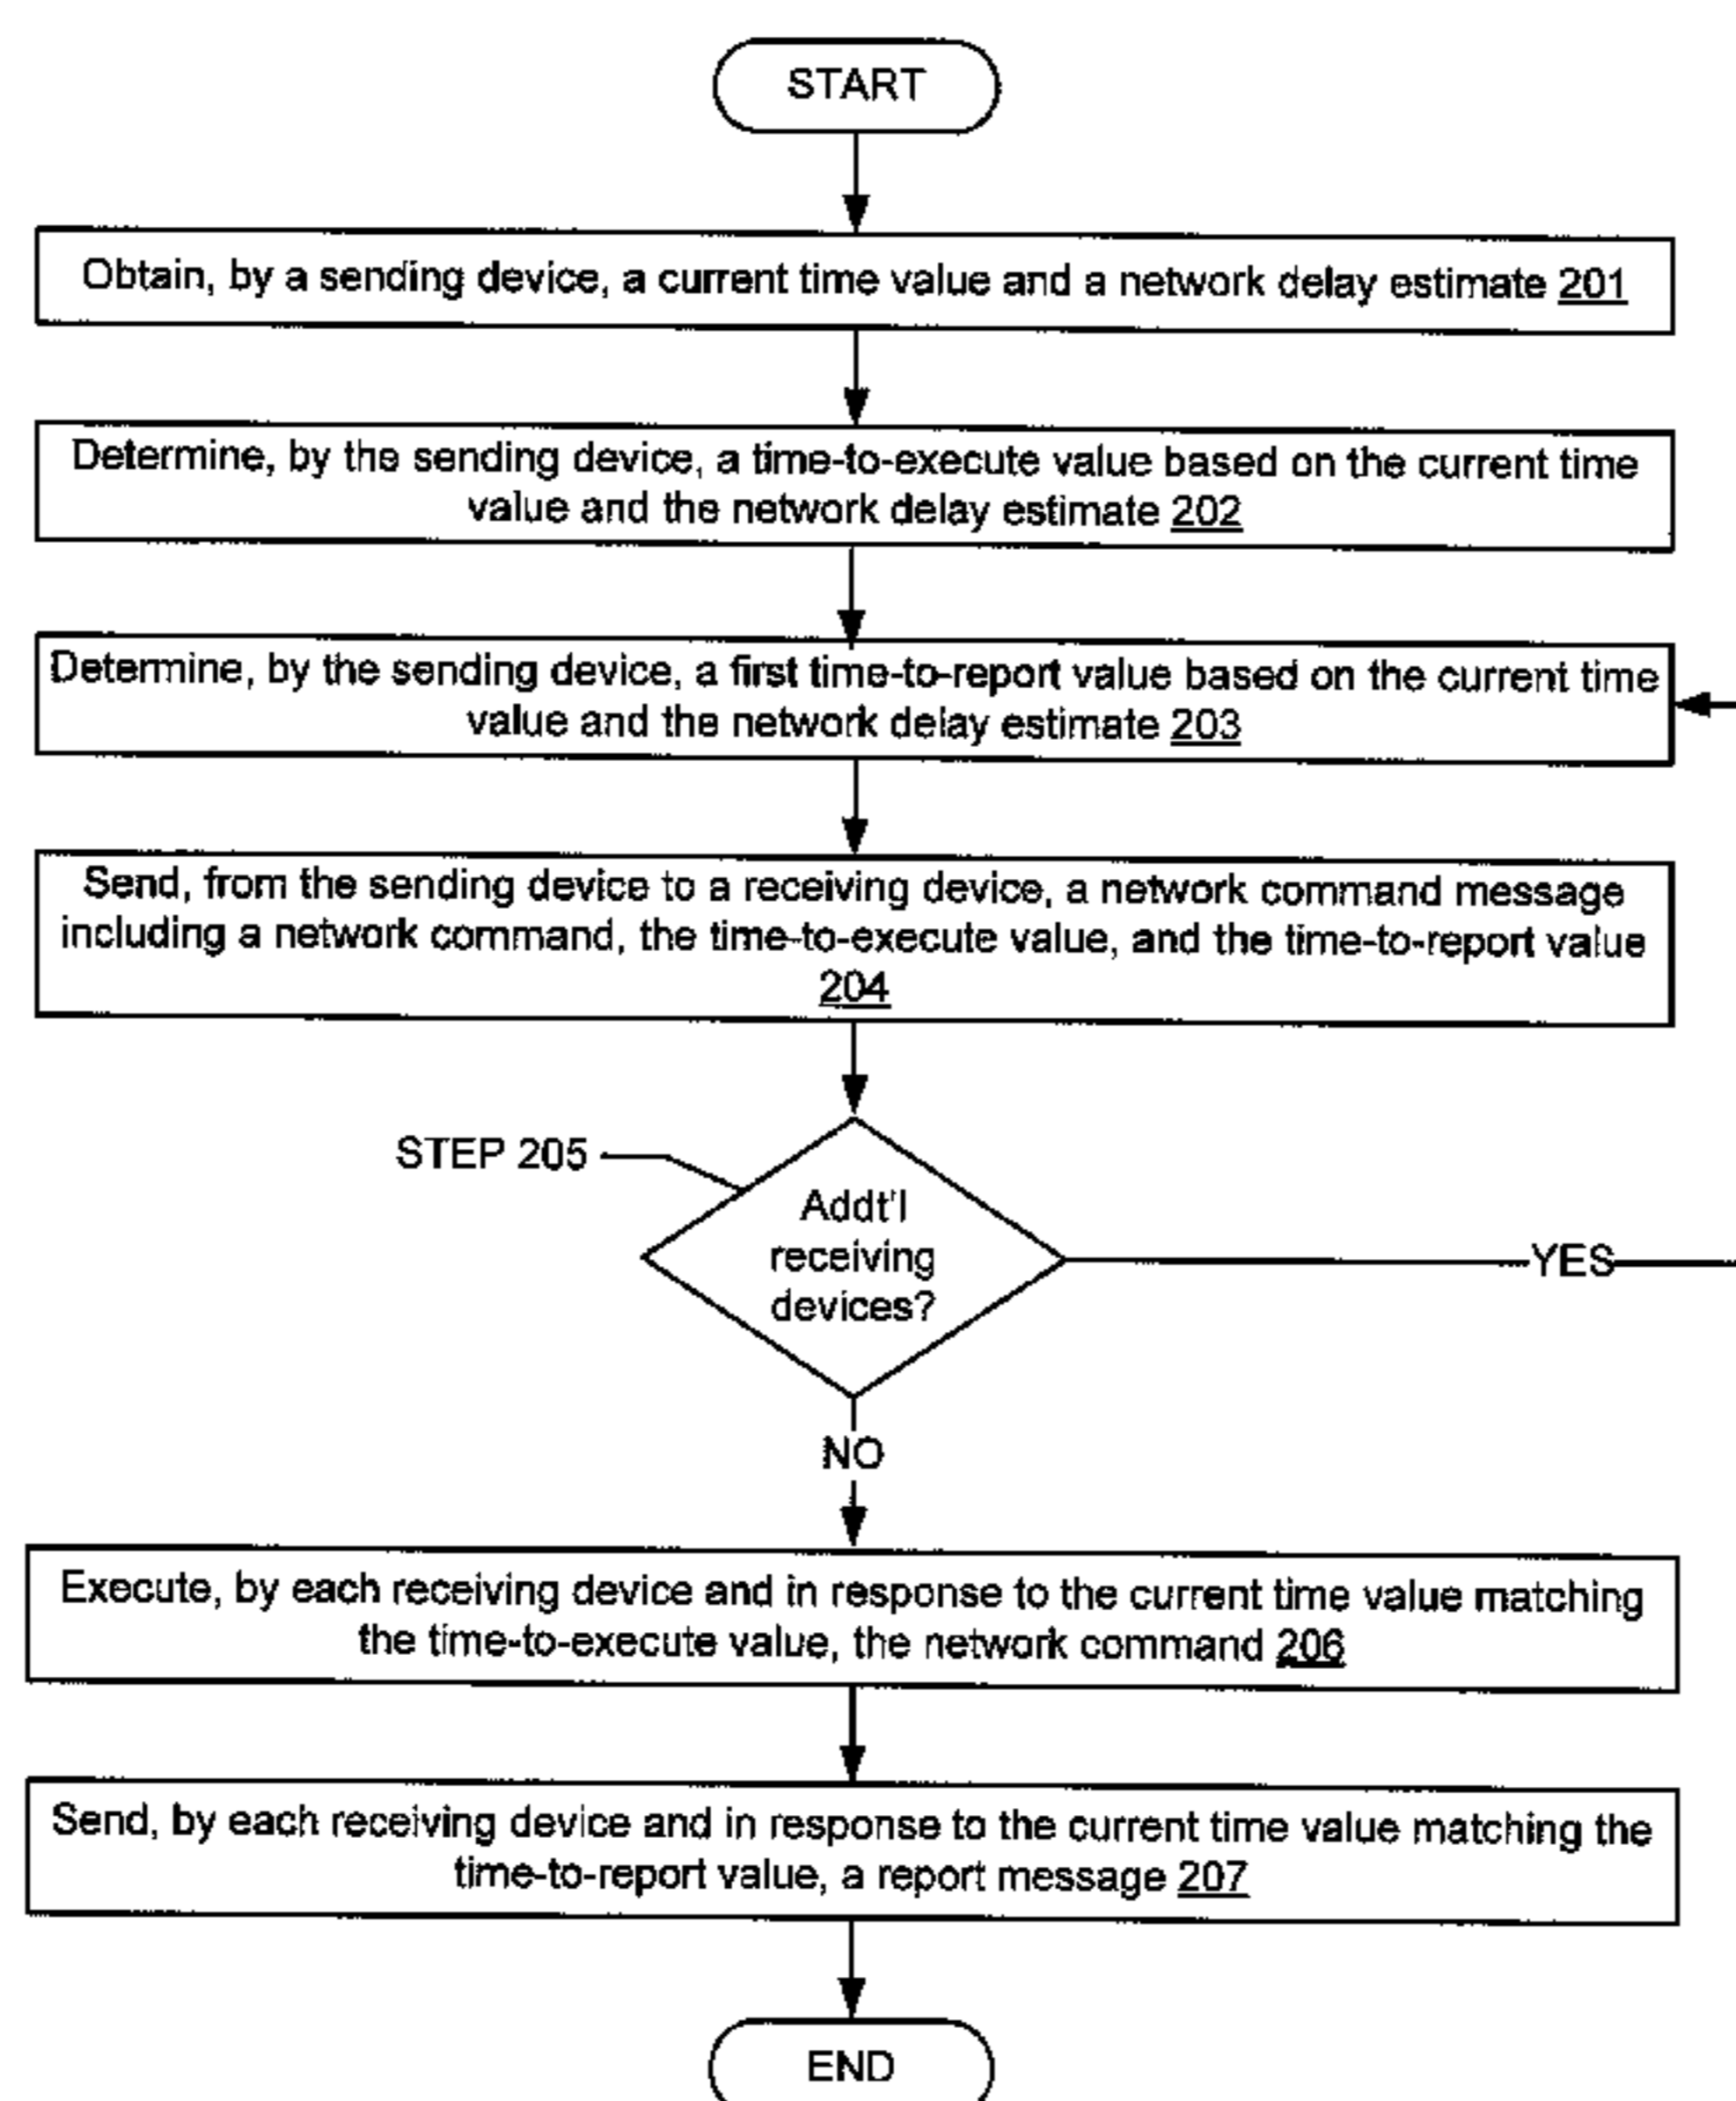 START
Obtain, by a sending device, a current time value and a network delay estimate 201
Determine, by the sending device, a time-to-execute value based on the current time
value and the network delay estimate 202
Determine, by the sending device, a first time-to-report value based on the current time
value and the network delay estimate 203
Send, from the sending device to a receiving device, a network command message
including a network command, the time-to-execute value, and the time-to-report value
204
STEP 205
Addt'l
receiving
devices?
YES
NO
Execute, by each receiving device and in response to the current time value matching
the time-to-execute value, the network command 206
Send, by each receiving device and in response to the current time value matching the
time-to-report value, a report message 207
END